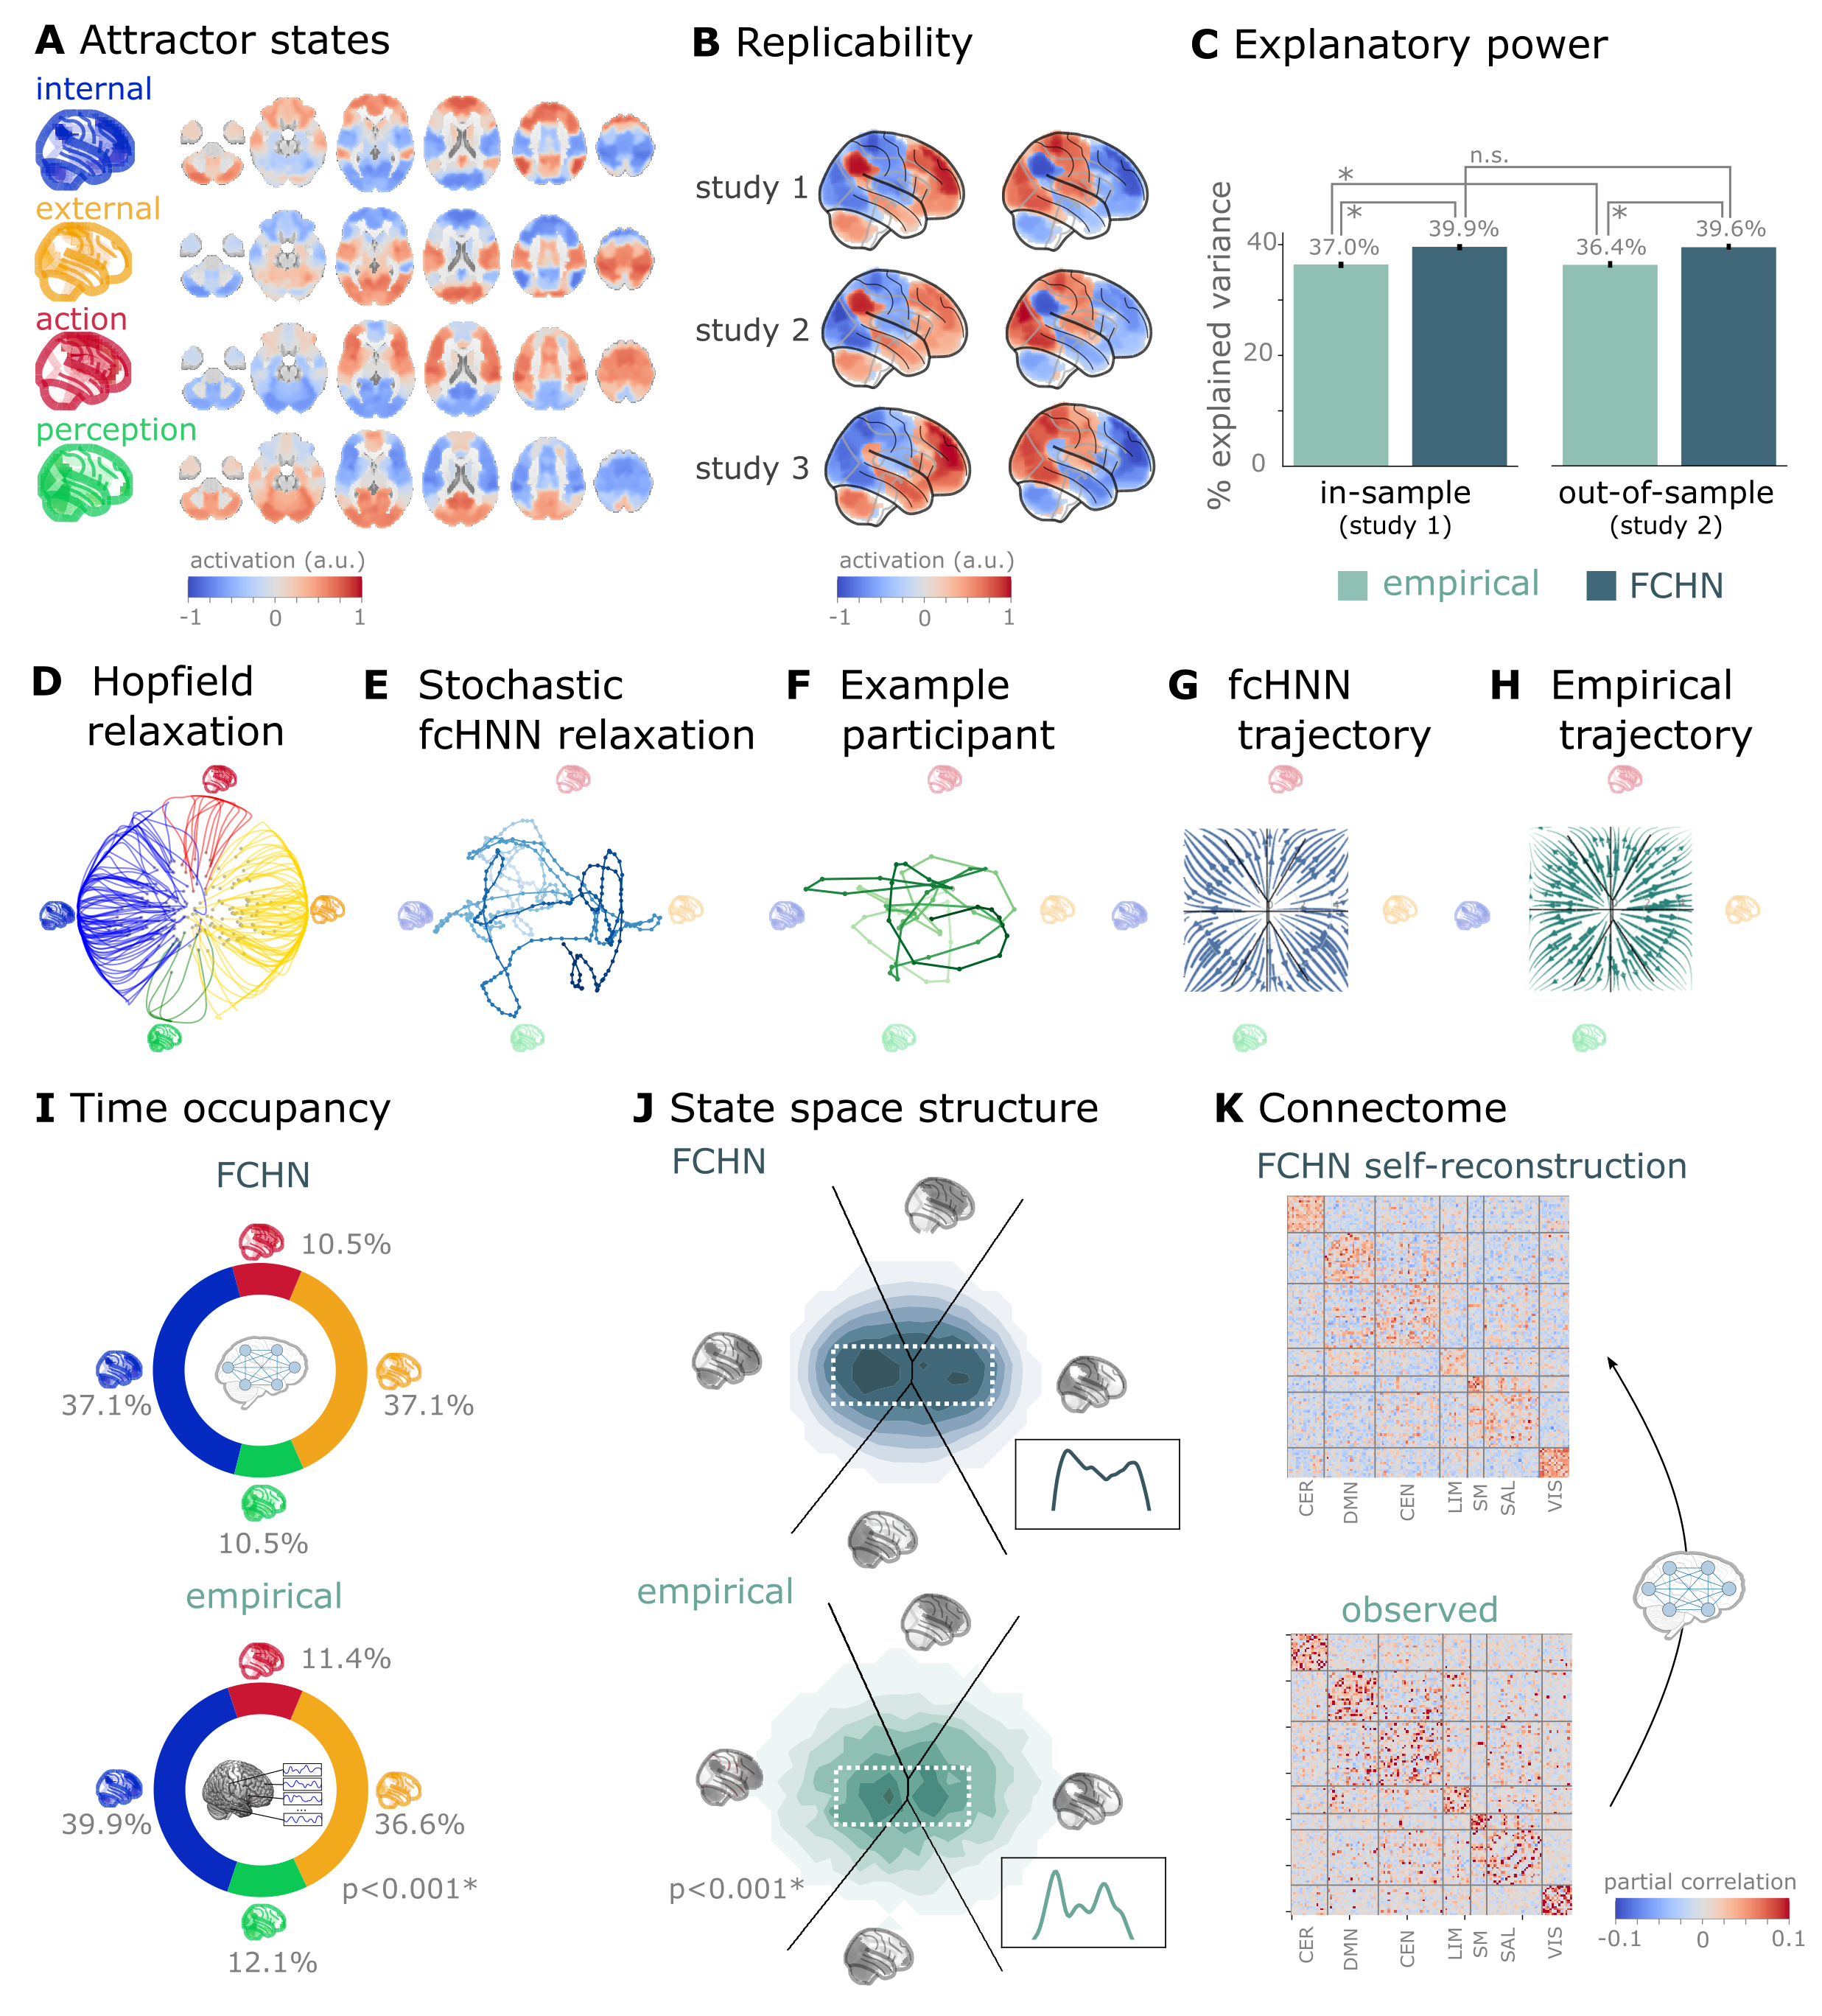 A Attractor states
internal
external
action
perception
activation (a.u.)
-1 0 1
B Replicability
study 1
study 2
study 3
activation (a.u.)
-1 0 1
C Explanatory power
% explained variance
40
20
0
n.s.
*
*
*
37.0%
39.9%
36.4%
39.6%
in-sample
(study 1)
out-of-sample
(study 2)
empirical
FCHN
D Hopfield
relaxation
E Stochastic
fcHNN relaxation
F Example
participant
G fcHNN
trajectory
H Empirical
trajectory
I Time occupancy
FCHN
10.5%
37.1%
37.1%
10.5%
empirical
11.4%
39.9%
36.6%
p<0.001*
12.1%
J State space structure
FCHN
empirical
p<0.001*
K Connectome
FCHN self-reconstruction
CER DMN CEN LIM SM SAL VIS
observed
CER DMN CEN LIM SM SAL VIS
partial correlation
-0.1 0 0.1